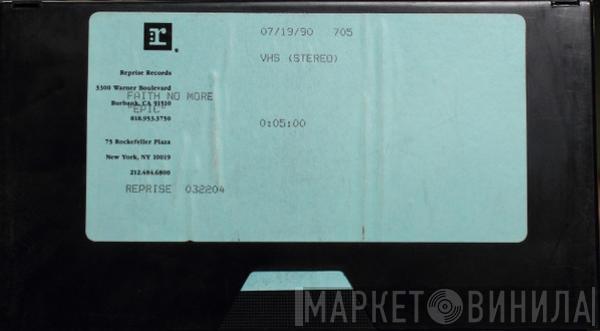 r ®
07/19/90 705
VHS (STEREO)
Reprise Records
3300 Warner Boulevard
FAITH NO MORE
Burbank, CA 91510
"EPIC"
818.953.3750
0:05:00
75 Rockefeller Plaza
New York, NY 10019
212.484.6800
REPRISE 032204
МАРКЕТ ВИНИЛА